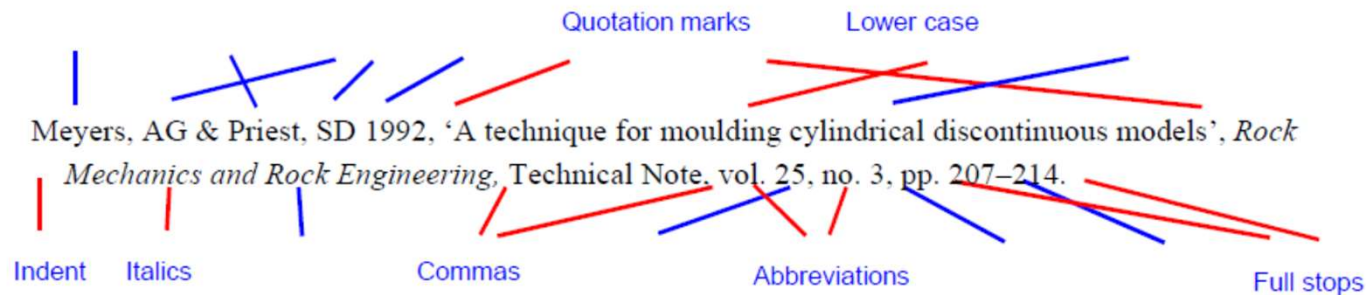 Quotation marks Lower case
Meyers, AG & Priest, SD 1992, ‘A technique for moulding cylindrical discontinuous models’, Rock
Mechanics and Rock Engineering, Technical Note, vol. 25, no. 3, pp. 207–214.
Indent Italics Commas Abbreviations Full stops